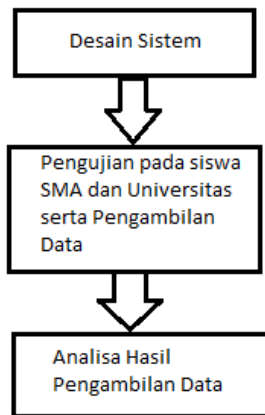 Desain Sistem
Pengujian pada siswa
SMA dan Universitas
serta Pengambilan
Data
Analisa Hasil
Pengambilan Data